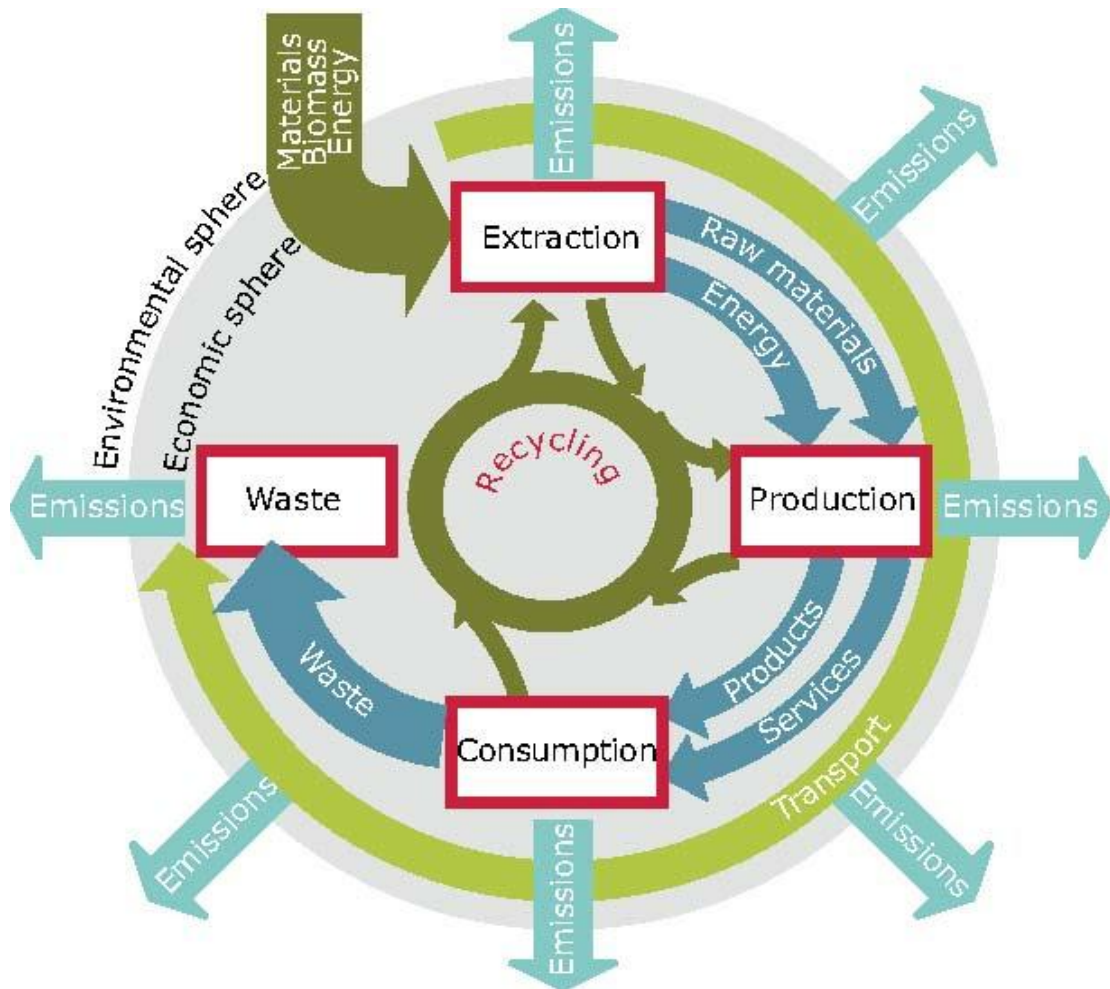 Materials
Biomass
Energy
Emissions
Emissions
Environmental sphere
Economic sphere
Extraction
Raw materials
Energy
Recycling
Emissions
Waste
Production
Emissions
Waste
Products
Services
Consumption
Transport
Emissions
Emissions
Emissions